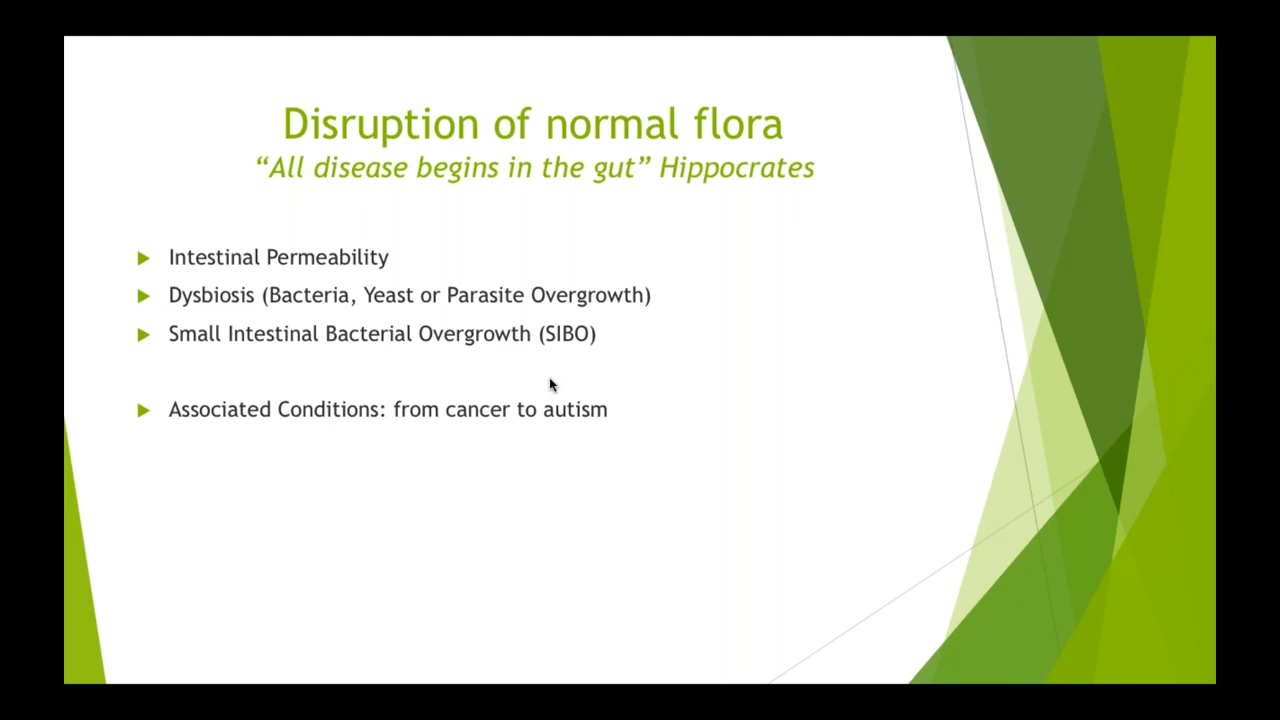 Disruption of normal flora
“All disease begins in the gut” Hippocrates
Intestinal Permeability
Dysbiosis (Bacteria, Yeast or Parasite Overgrowth)
Small Intestinal Bacterial Overgrowth (SIBO)
Associated Conditions: from cancer to autism